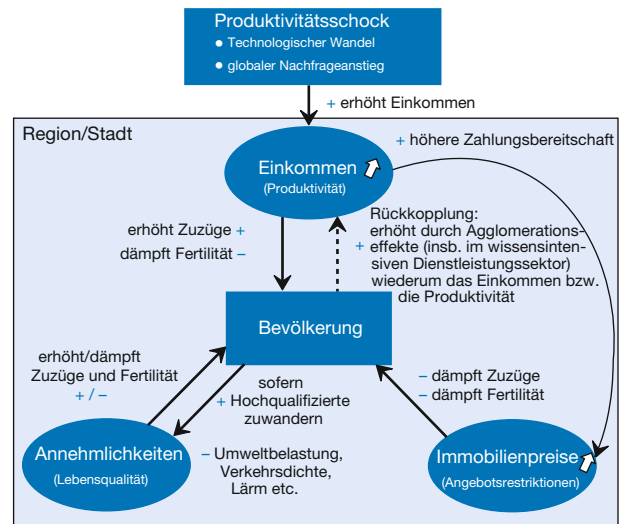 Produktivitätsschock
● Technologischer Wandel
● globaler Nachfrageanstieg
+ erhöht Einkommen
Region/Stadt
+ höhere Zahlungsbereitschaft
Einkommen
(Produktivität)
erhöht Zuzüge +
dämpft Fertilität –
Rückkopplung:
erhöht durch Agglomerations-
+ effekte (insb. im wissensinten-
siven Dienstleistungssektor)
wiederum das Einkommen bzw.
die Produktivität
Bevölkerung
erhöht/dämpft
Zuzüge und Fertilität
+ / –
sofern
+ Hochqualifizierte
zuwandern
– dämpft Zuzüge
– dämpft Fertilität
Annehmlichkeiten
(Lebensqualität)
– Umweltbelastung,
Verkehrsdichte,
Lärm etc.
Immobilienpreise
(Angebotsrestriktionen)